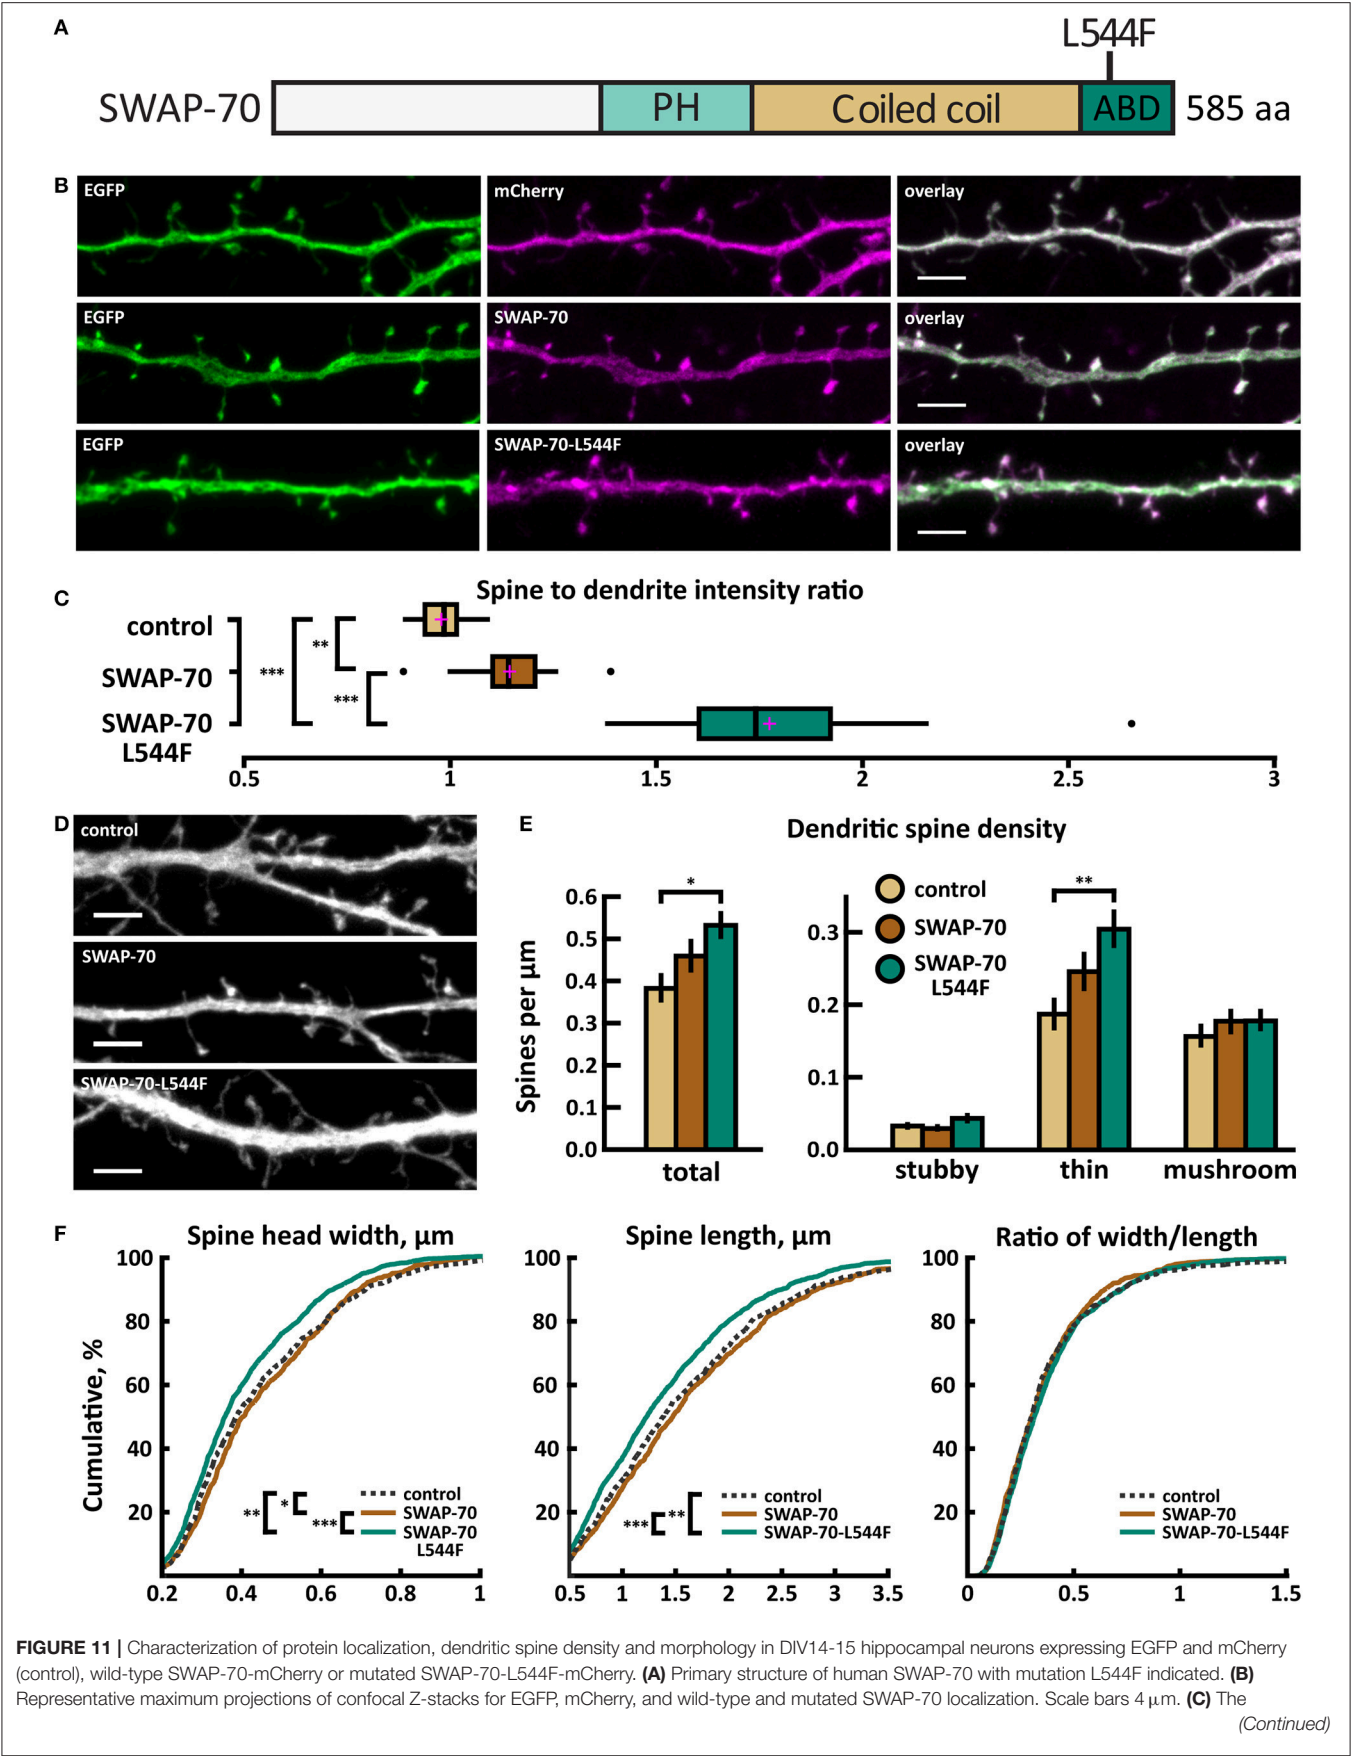 A
L544F
SWAP-70
PH
Coiled coil
ABD
585 aa
B
EGFP
mCherry
overlay
EGFP
SWAP-70
overlay
EGFP
SWAP-70-L544F
overlay
C
Spine to dendrite intensity ratio
control
SWAP-70
SWAP-70
L544F
***
**
***
0.5 1 1.5 2 2.5 3
D
control
SWAP-70
SWAP-70-L544F
E
Dendritic spine density
Spines per µm
0.6
0.5
0.4
0.3
0.2
0.1
0.0
*
total
control
SWAP-70
SWAP-70
L544F
**
0.3
0.2
0.1
0.0
stubby thin mushroom
F
Spine head width, µm
Cumulative, %
100
80
60
40
20
** * ***
control
SWAP-70
SWAP-70
L544F
0.2 0.4 0.6 0.8 1
Spine length, µm
100
80
60
40
20
*** **
control
SWAP-70
SWAP-70-L544F
0.5 1 1.5 2 2.5 3 3.5
Ratio of width/length
100
80
60
40
20
control
SWAP-70
SWAP-70-L544F
0 0.5 1 1.5
FIGURE 11 | Characterization of protein localization, dendritic spine density and morphology in DIV14-15 hippocampal neurons expressing EGFP and mCherry
(control), wild-type SWAP-70-mCherry or mutated SWAP-70-L544F-mCherry. (A) Primary structure of human SWAP-70 with mutation L544F indicated. (B)
Representative maximum projections of confocal Z-stacks for EGFP, mCherry, and wild-type and mutated SWAP-70 localization. Scale bars 4 µm. (C) The
(Continued)